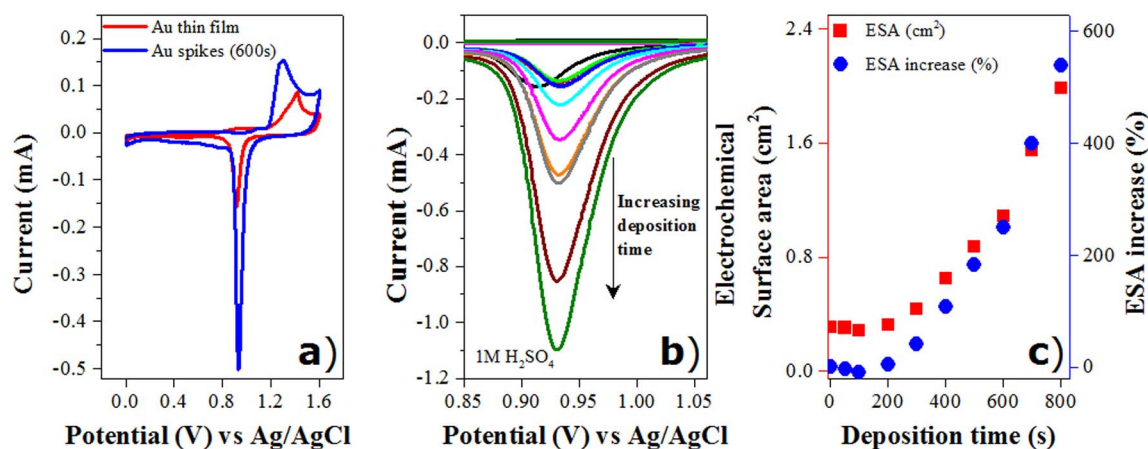 0.2
0.1
0.0
-0.1
-0.2
-0.3
-0.4
-0.5
Current (mA)
Au thin film
Au spikes (600s)
a)
0.0 0.4 0.8 1.2 1.6
Potential (V) vs Ag/AgCl
0.0
-0.2
-0.4
-0.6
-0.8
-1.0
-1.2
Current (mA)
Increasing
deposition
time
1M H₂SO₄
b)
0.85 0.90 0.95 1.00 1.05
Potential (V) vs Ag/AgCl
Electrochemical
Surface area (cm²)
2.4
1.6
0.8
0.0
ESA (cm²)
ESA increase (%)
c)
600
400
200
0
ESA increase (%)
0 200 400 600 800
Deposition time (s)